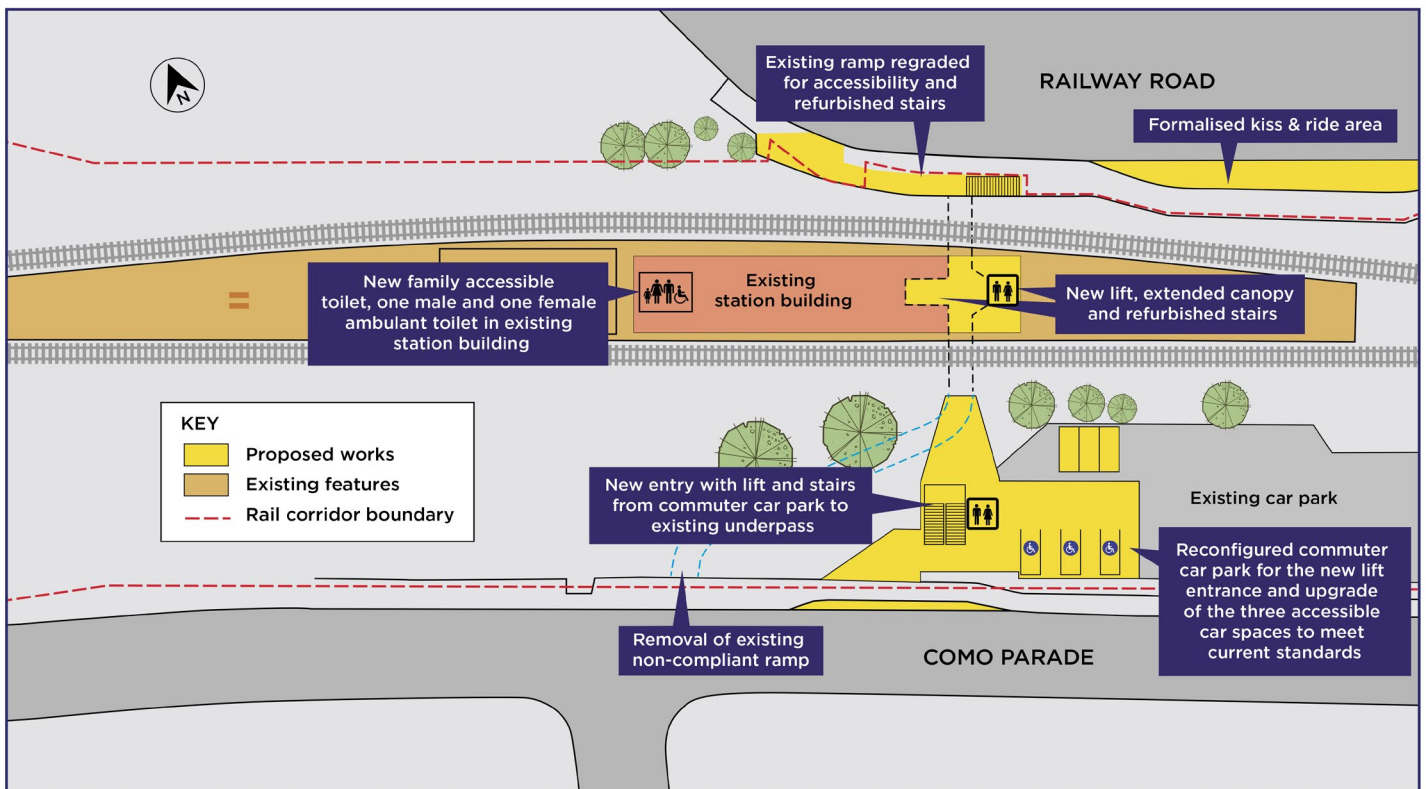 Existing ramp regraded
for accessibility and
refurbished stairs
RAILWAY ROAD
Formalised kiss & ride area
N
New family accessible
toilet, one male and one female
ambulant toilet in existing
station building
Existing
station building
New lift, extended canopy
and refurbished stairs
KEY
Proposed works
Existing features
Rail corridor boundary
New entry with lift and stairs
from commuter car park to
existing underpass
Existing car park
Reconfigured commuter
car park for the new lift
entrance and upgrade
of the three accessible
car spaces to meet
current standards
Removal of existing
non-compliant ramp
COMO PARADE